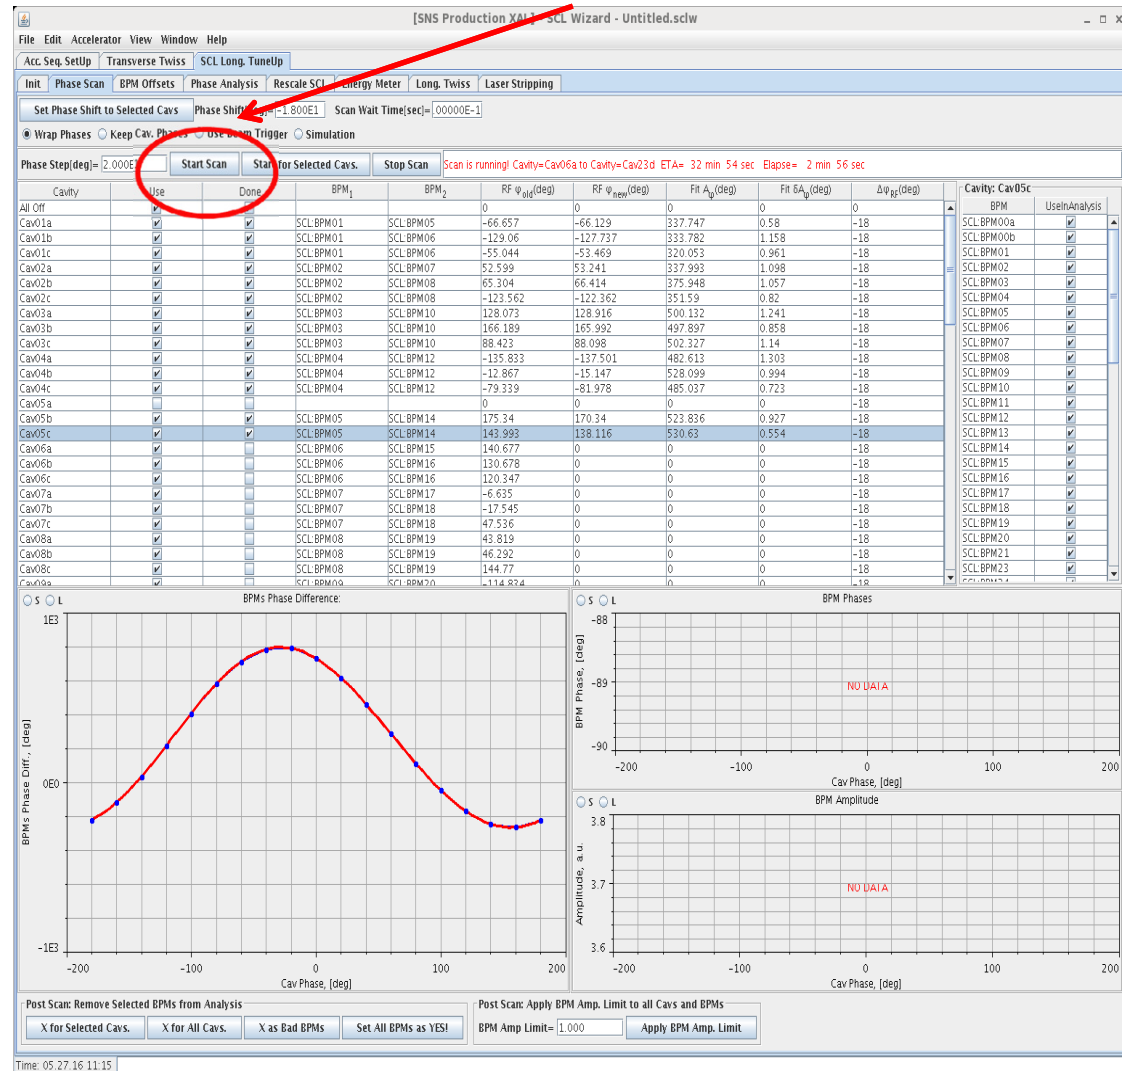 [SNS Production XAL] - SCL Wizard - Untitled.sclw
File Edit Accelerator View Window Help
Acc. Seq. SetUp Transverse Twiss SCL Long. TuneUp
Init Phase Scan BPM Offsets Phase Analysis Rescale SCL Energy Meter Long. Twiss Laser Stripping
Set Phase Shift to Selected Cavs Phase Shift[deg]= -1.800E1 Scan Wait Time[sec]= .00000E-1
Wrap Phases Keep Cav. Phases Use Beam Trigger Simulation
Phase Step[deg]= 2.000E1 Start Scan Start for Selected Cavs. Stop Scan Scan is running! Cavity=Cav06a to Cavity=Cav23d ETA= 32 min 54 sec Elapse= 2 min 56 sec
Cavity Use Done BPM1 BPM2 RF φold(deg) RF φnew(deg) Fit Aφ(deg) Fit δAφ(deg) ΔφRF(deg)
All Off 0 0 0 0 0
Cav01a SCL:BPM01 SCL:BPM05 -66.657 -66.129 337.747 0.58 -18
Cav01b SCL:BPM01 SCL:BPM06 -129.06 -127.737 333.782 1.158 -18
Cav01c SCL:BPM01 SCL:BPM06 -55.044 -53.469 320.053 0.961 -18
Cav02a SCL:BPM02 SCL:BPM07 52.599 53.241 337.993 1.098 -18
Cav02b SCL:BPM02 SCL:BPM08 65.304 66.414 375.948 1.057 -18
Cav02c SCL:BPM02 SCL:BPM08 -123.562 -122.362 351.59 0.82 -18
Cav03a SCL:BPM03 SCL:BPM10 128.073 128.916 500.132 1.241 -18
Cav03b SCL:BPM03 SCL:BPM10 166.189 165.992 497.897 0.858 -18
Cav03c SCL:BPM03 SCL:BPM10 88.423 88.098 502.327 1.14 -18
Cav04a SCL:BPM04 SCL:BPM12 -135.833 -137.501 482.613 1.303 -18
Cav04b SCL:BPM04 SCL:BPM12 -12.867 -15.147 528.099 0.994 -18
Cav04c SCL:BPM04 SCL:BPM12 -79.339 -81.978 485.037 0.723 -18
Cav05a 0 0 0 0 -18
Cav05b SCL:BPM05 SCL:BPM14 175.34 170.34 523.836 0.927 -18
Cav05c SCL:BPM05 SCL:BPM14 143.993 138.116 530.63 0.554 -18
Cav06a SCL:BPM06 SCL:BPM15 140.677 0 0 0 -18
Cav06b SCL:BPM06 SCL:BPM16 130.678 0 0 0 -18
Cav06c SCL:BPM06 SCL:BPM16 120.347 0 0 0 -18
Cav07a SCL:BPM07 SCL:BPM17 -6.635 0 0 0 -18
Cav07b SCL:BPM07 SCL:BPM18 -17.545 0 0 0 -18
Cav07c SCL:BPM07 SCL:BPM18 47.536 0 0 0 -18
Cav08a SCL:BPM08 SCL:BPM19 43.819 0 0 0 -18
Cav08b SCL:BPM08 SCL:BPM19 46.292 0 0 0 -18
Cav08c SCL:BPM08 SCL:BPM19 144.77 0 0 0 -18
Cav09a SCL:BPM09 SCL:BPM20 -114.834 0 0 0 -18
Cavity: Cav05c
BPM UseInAnalysis
SCL:BPM00a
SCL:BPM00b
SCL:BPM01
SCL:BPM02
SCL:BPM03
SCL:BPM04
SCL:BPM05
SCL:BPM06
SCL:BPM07
SCL:BPM08
SCL:BPM09
SCL:BPM10
SCL:BPM11
SCL:BPM12
SCL:BPM13
SCL:BPM14
SCL:BPM15
SCL:BPM16
SCL:BPM17
SCL:BPM18
SCL:BPM19
SCL:BPM20
SCL:BPM21
SCL:BPM23
SCL:BPM24
S L BPMs Phase Difference:
1E3
0E0
-1E3
BPMs Phase Diff., [deg]
-200 -100 0 100 200
Cav Phase, [deg]
S L BPM Phases
-88
-89
-90
BPM Phase, [deg]
NO DATA
-200 -100 0 100 200
Cav Phase, [deg]
S L BPM Amplitude
3.8
3.7
3.6
Amplitude, a.u.
NO DATA
-200 -100 0 100 200
Cav Phase, [deg]
Post Scan: Remove Selected BPMs from Analysis
X for Selected Cavs. X for All Cavs. X as Bad BPMs Set All BPMs as YES!
Post Scan: Apply BPM Amp. Limit to all Cavs and BPMs
BPM Amp Limit= 1.000 Apply BPM Amp. Limit
Time: 05.27.16 11:15